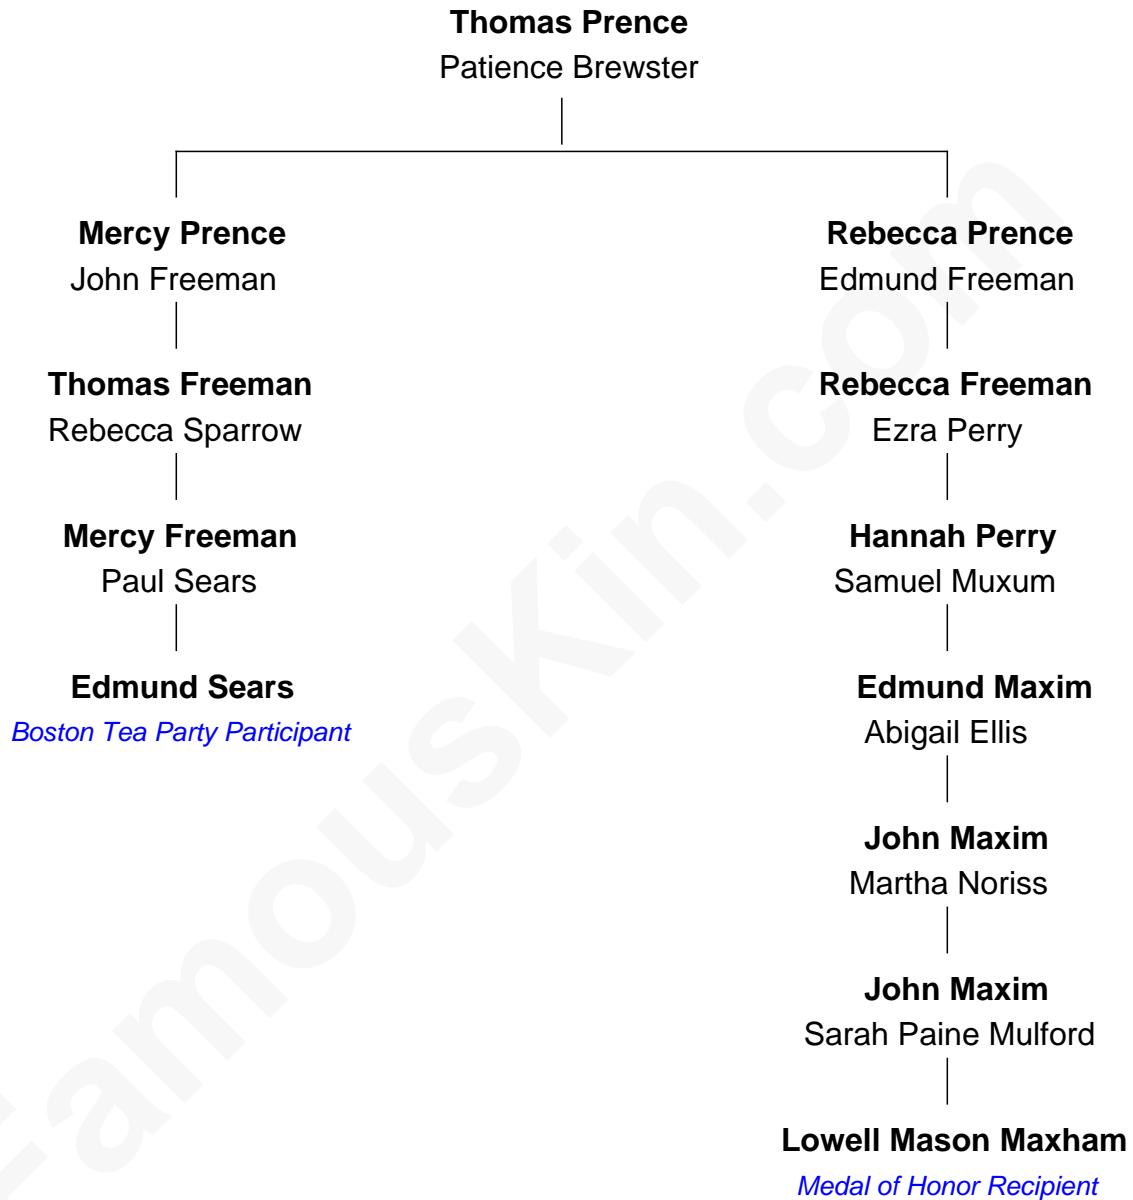 Thomas Prence
Patience Brewster
Mercy Prence
John Freeman
Rebecca Prence
Edmund Freeman
Thomas Freeman
Rebecca Sparrow
Rebecca Freeman
Ezra Perry
Mercy Freeman
Paul Sears
Hannah Perry
Samuel Muxum
Edmund Sears
Boston Tea Party Participant
Edmund Maxim
Abigail Ellis
John Maxim
Martha Noriss
John Maxim
Sarah Paine Mulford
Lowell Mason Maxham
Medal of Honor Recipient
FamousKin.com